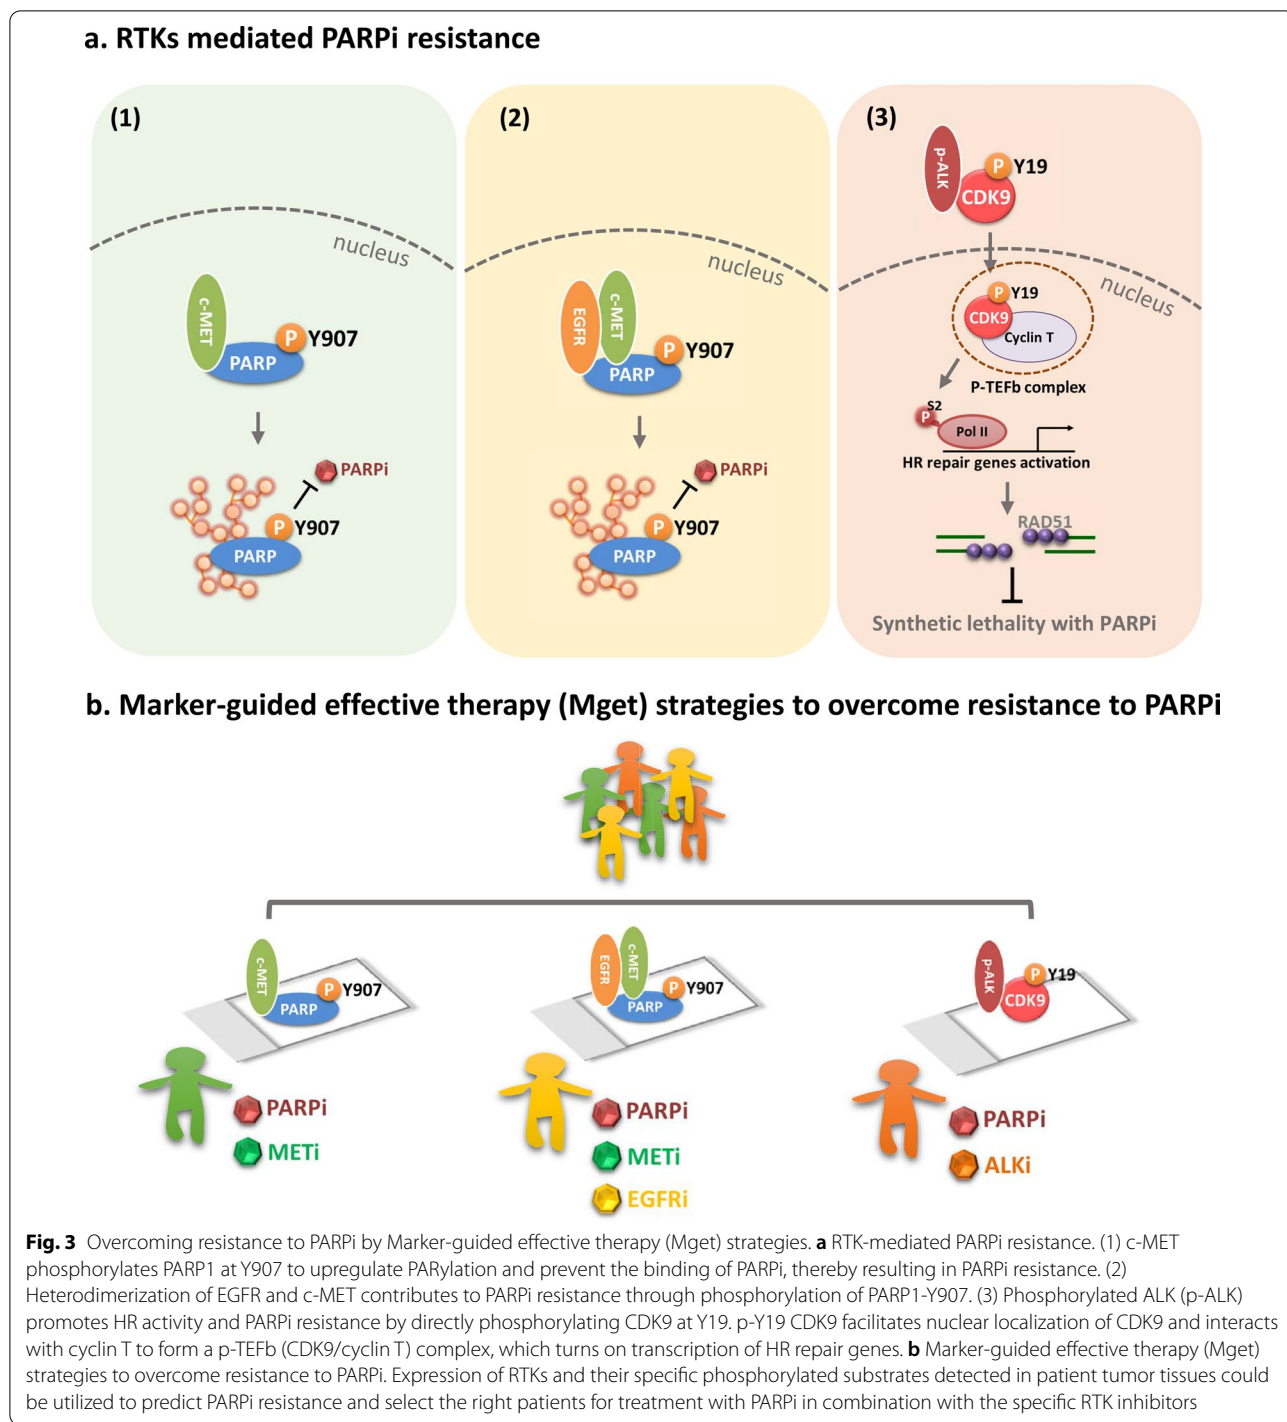 a. RTKs mediated PARPi resistance
(1)
nucleus
c-MET
P
Y907
PARP
PARPi
P
Y907
PARP
(2)
nucleus
EGFR
c-MET
P
Y907
PARP
PARPi
P
Y907
PARP
(3)
p-ALK
P
Y19
CDK9
nucleus
P
Y19
CDK9
Cyclin T
P-TEFb complex
S2
P
Pol II
HR repair genes activation
RAD51
Synthetic lethality with PARPi
b. Marker-guided effective therapy (Mget) strategies to overcome resistance to PARPi
c-MET
P
Y907
PARP
PARPi
METi
EGFR
c-MET
P
Y907
PARP
PARPi
METi
EGFRi
p-ALK
P
Y19
CDK9
PARPi
ALKi
Fig. 3 Overcoming resistance to PARPi by Marker-guided effective therapy (Mget) strategies. a RTK-mediated PARPi resistance. (1) c-MET
phosphorylates PARP1 at Y907 to upregulate PARylation and prevent the binding of PARPi, thereby resulting in PARPi resistance. (2)
Heterodimerization of EGFR and c-MET contributes to PARPi resistance through phosphorylation of PARP1-Y907. (3) Phosphorylated ALK (p-ALK)
promotes HR activity and PARPi resistance by directly phosphorylating CDK9 at Y19. p-Y19 CDK9 facilitates nuclear localization of CDK9 and interacts
with cyclin T to form a p-TEFb (CDK9/cyclin T) complex, which turns on transcription of HR repair genes. b Marker-guided effective therapy (Mget)
strategies to overcome resistance to PARPi. Expression of RTKs and their specific phosphorylated substrates detected in patient tumor tissues could
be utilized to predict PARPi resistance and select the right patients for treatment with PARPi in combination with the specific RTK inhibitors